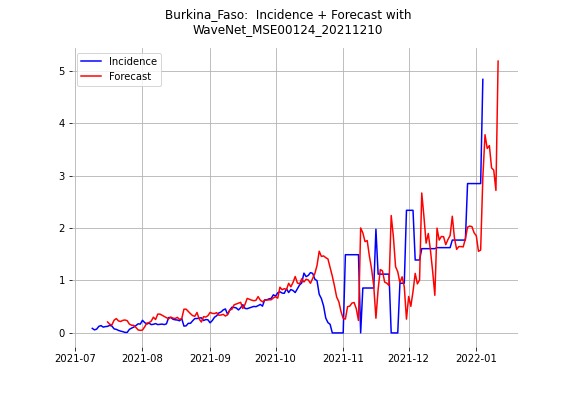 Burkina_Faso:  Incidence + Forecast with
WaveNet_MSE00124_20211210
Incidence
Forecast
5
4
3
2
1
0
2021-07 2021-08 2021-09 2021-10 2021-11 2021-12 2022-01